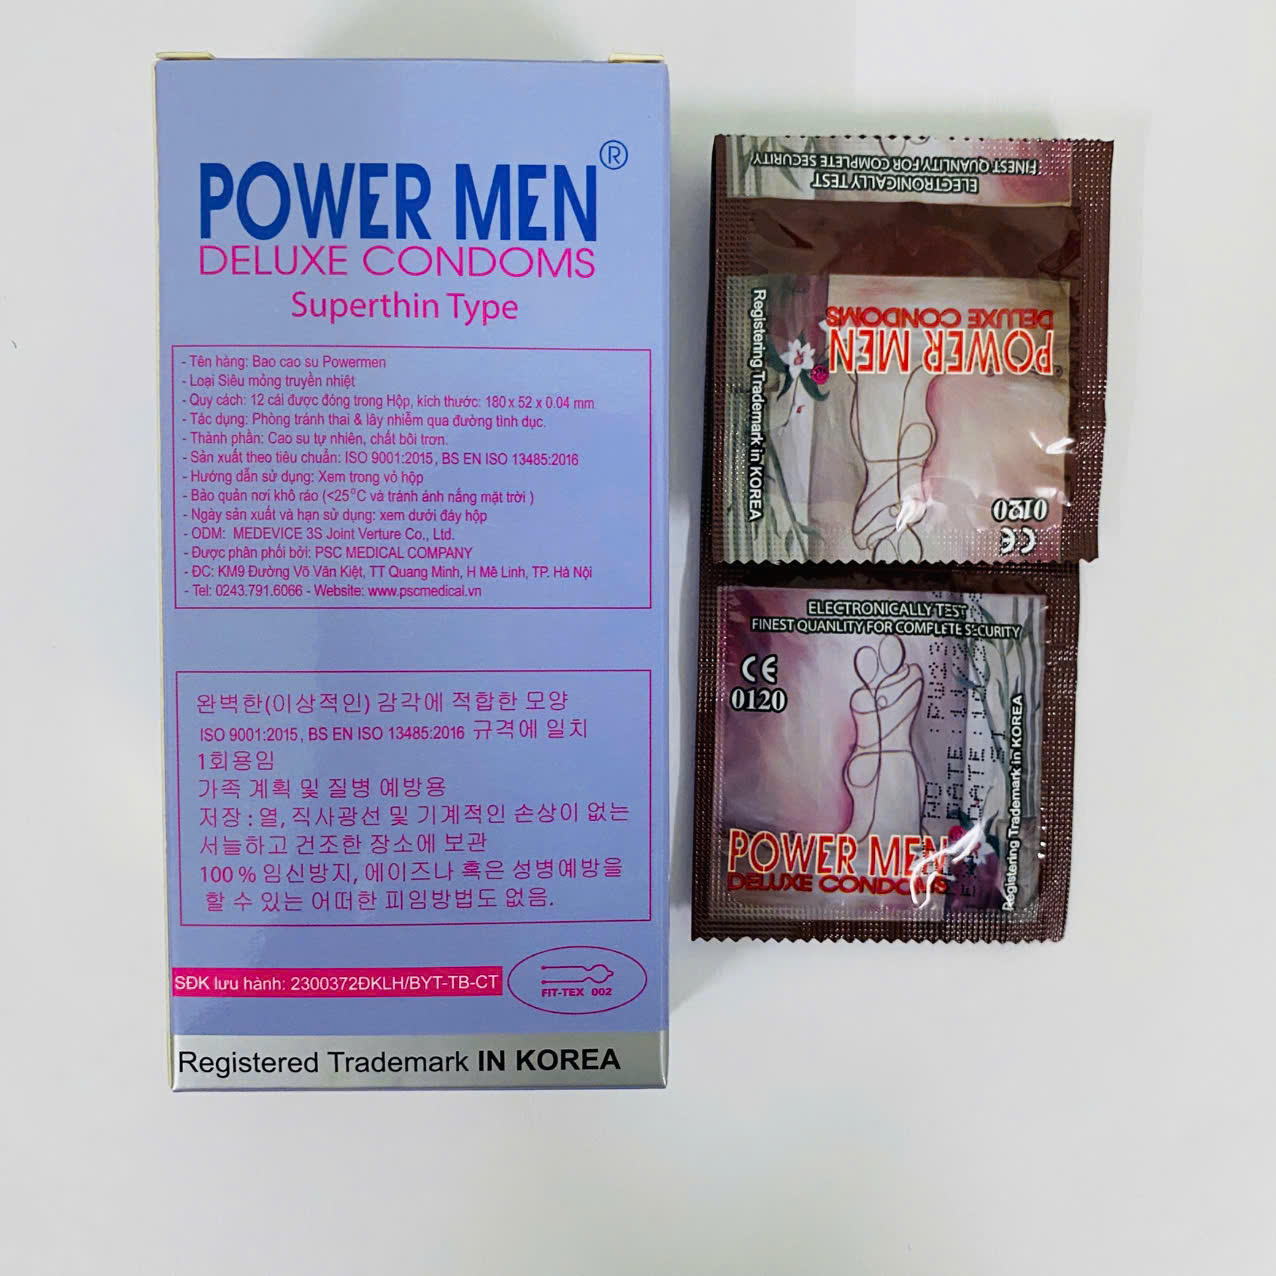 POWER MEN®
DELUXE CONDOMS
Superthin Type
- Tên hàng: Bao cao su Powermen
- Loại Siêu mỏng truyền nhiệt
- Quy cách: 12 cái được đóng trong Hộp, kích thước: 180 x 52 x 0.04 mm
- Tác dụng: Phòng tránh thai & lây nhiễm qua đường tình dục.
- Thành phần: Cao su tự nhiên, chất bôi trơn.
- Sản xuất theo tiêu chuẩn: ISO 9001:2015, BS EN ISO 13485:2016
- Hướng dẫn sử dụng: Xem trong vỏ hộp
- Bảo quản nơi khô ráo (<25°C và tránh ánh nắng mặt trời )
- Ngày sản xuất và hạn sử dụng: xem dưới đáy hộp
- ODM: MEDEVICE 3S Joint Verture Co., Ltd.
- Được phân phối bởi: PSC MEDICAL COMPANY
- ĐC: KM9 Đường Võ Văn Kiệt, TT Quang Minh, H Mê Linh, TP. Hà Nội
- Tel: 0243.791.6066 - Website: www.pscmedical.vn
완벽한(이상적인) 감각에 적합한 모양
ISO 9001:2015, BS EN ISO 13485:2016 규격에 일치
1회용임
가족 계획 및 질병 예방용
저장 : 열, 직사광선 및 기계적인 손상이 없는
서늘하고 건조한 장소에 보관
100 % 임신방지, 에이즈나 혹은 성병예방을
할 수 있는 어떠한 피임방법도 없음.
SĐK lưu hành: 2300372ĐKLH/BYT-TB-CT
FIT-TEX 002
Registered Trademark IN KOREA
ELECTRONICALLY TEST
FINEST QUANLITY FOR COMPLETE SECURITY
POWER MEN®
DELUXE CONDOMS
Registering Trademark in KOREA
CE
0120
ELECTRONICALLY TEST
FINEST QUANLITY FOR COMPLETE SECURITY
CE
0120
POWER MEN
DELUXE CONDOMS
Registering Trademark in KOREA